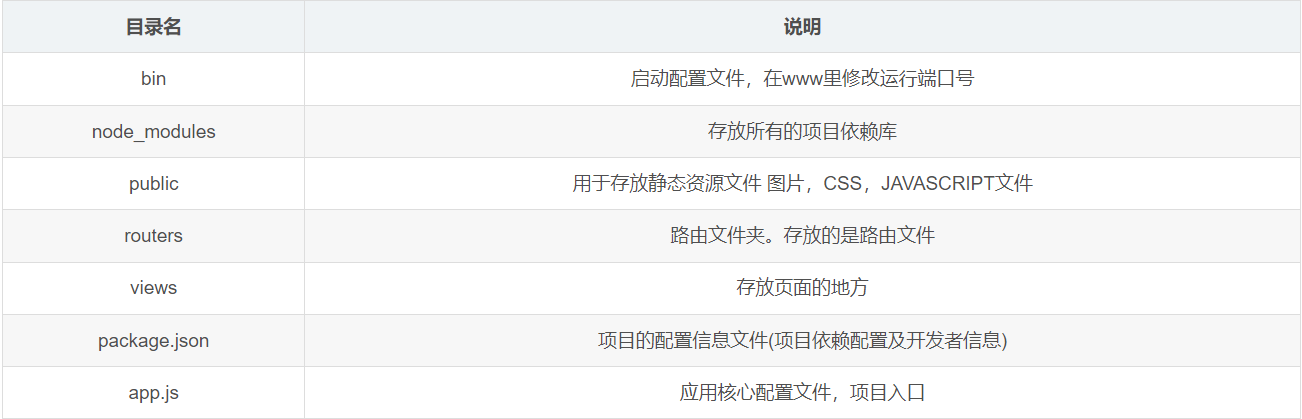 目录名 说明
bin 启动配置文件，在www里修改运行端口号
node_modules 存放所有的项目依赖库
public 用于存放静态资源文件 图片，CSS，JAVASCRIPT文件
routers 路由文件夹。存放的是路由文件
views 存放页面的地方
package.json 项目的配置信息文件(项目依赖配置及开发者信息)
app.js 应用核心配置文件，项目入口